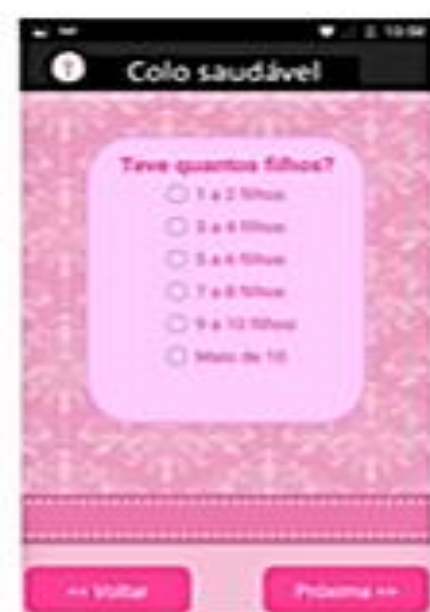 Colo saudável
Teve quantos filhos?
1 a 2 filhos
3 a 4 filhos
5 a 6 filhos
7 a 8 filhos
9 a 10 filhos
Mais de 10
<< Voltar
Próxima >>